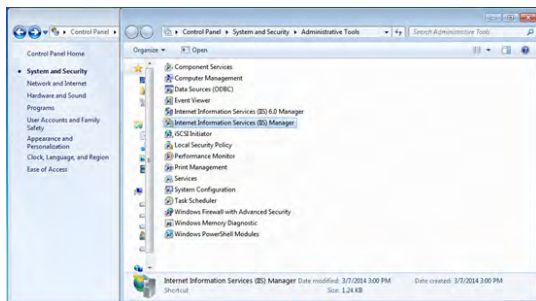 Control Panel
Control Panel Home
System and Security
Network and Internet
Hardware and Sound
Programs
User Accounts and Family
Safety
Appearance and
Personalization
Clock, Language, and Region
Ease of Access
Control Panel System and Security Administrative Tools
Search Administrative Tools
Organize Open
Component Services
Computer Management
Data Sources (ODBC)
Event Viewer
Internet Information Services (IIS) 6.0 Manager
Internet Information Services (IIS) Manager
iSCSI Initiator
Local Security Policy
Performance Monitor
Print Management
Services
System Configuration
Task Scheduler
Windows Firewall with Advanced Security
Windows Memory Diagnostic
Windows PowerShell Modules
Internet Information Services (IIS) Manager Date modified: 3/7/2014 3:00 PM Date created: 3/7/2014 3:00 PM
Shortcut Size: 1.24 KB